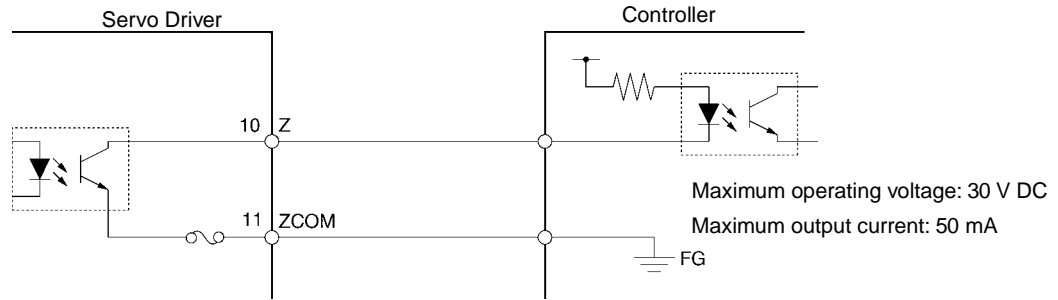 Servo Driver
Controller
10 Z
11 ZCOM
FG
Maximum operating voltage: 30 V DC
Maximum output current: 50 mA